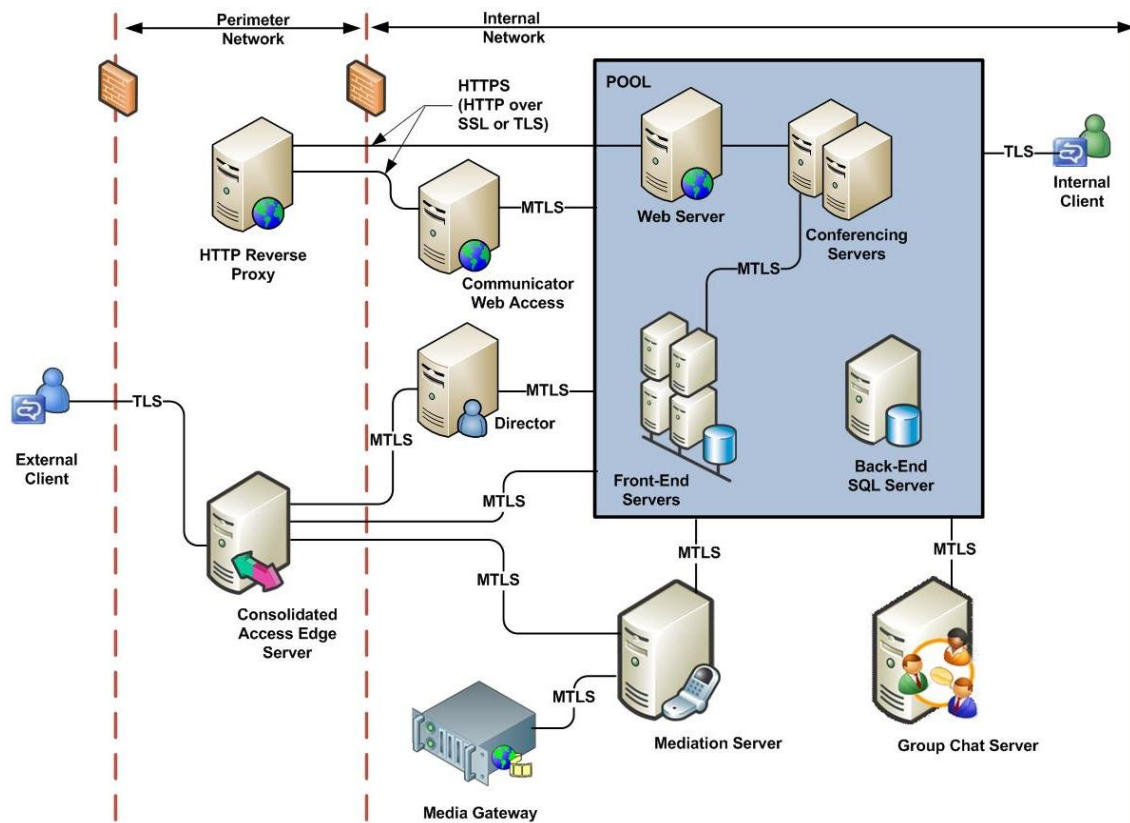 Perimeter
Network
Internal
Network
HTTPS
(HTTP over
SSL or TLS)
POOL
TLS
Internal
Client
Web Server
Conferencing
Servers
HTTP Reverse
Proxy
MTLS
Communicator
Web Access
MTLS
MTLS
Director
MTLS
TLS
External
Client
MTLS
Front-End
Servers
Back-End
SQL Server
MTLS
MTLS
MTLS
Consolidated
Access Edge
Server
MTLS
Mediation Server
Group Chat Server
Media Gateway